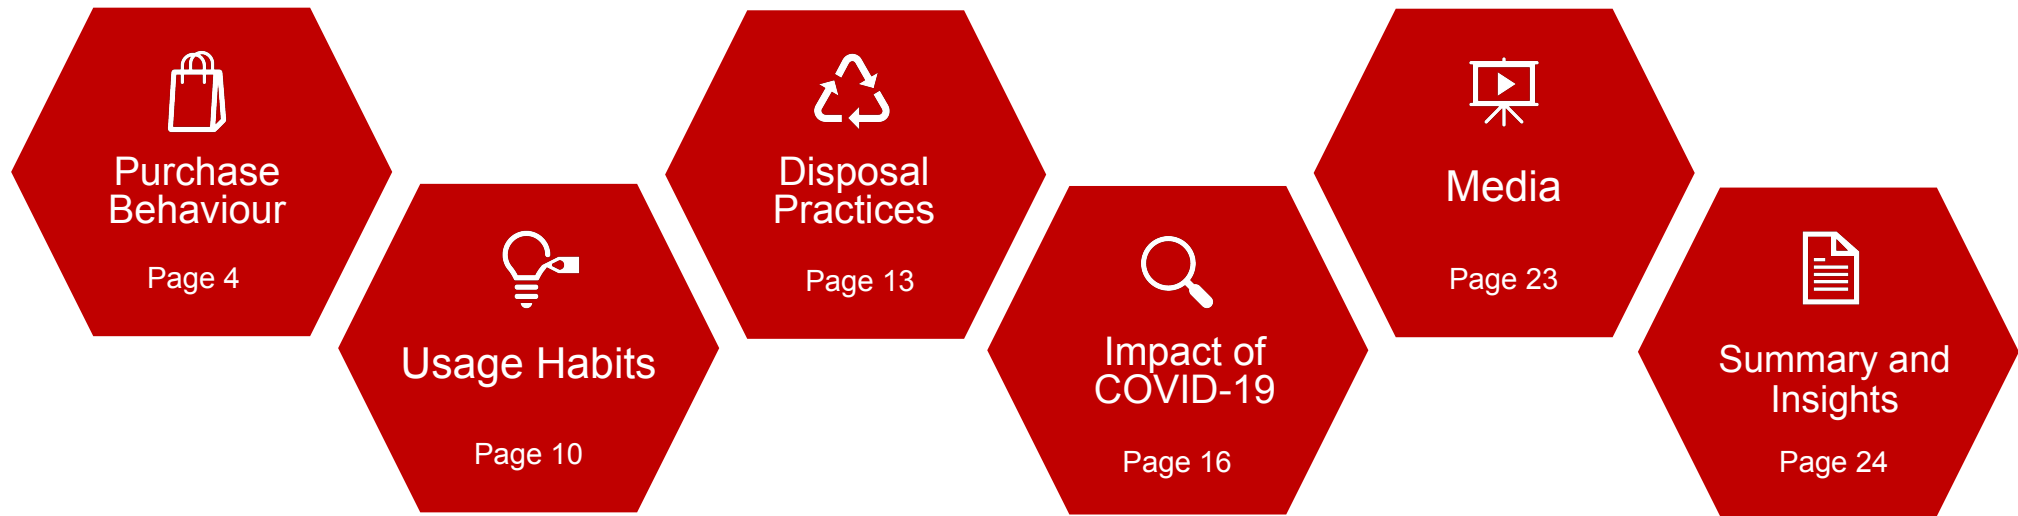 Purchase
Behaviour
Page 4
Usage Habits
Page 10
Disposal
Practices
Page 13
Impact of
COVID-19
Page 16
Media
Page 23
Summary and
Insights
Page 24